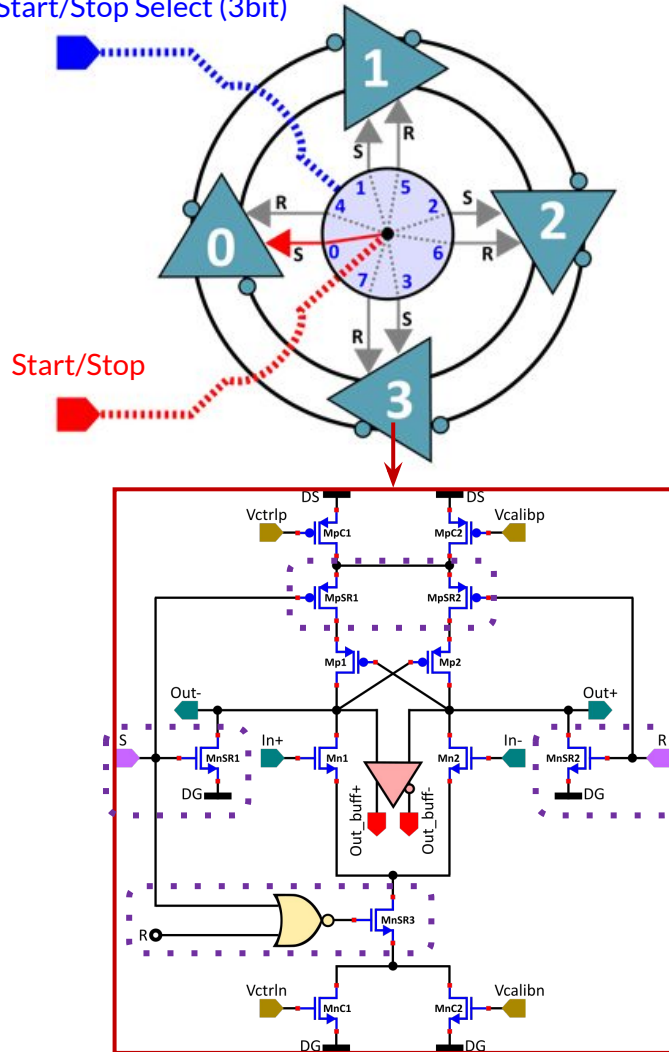 Start/Stop Select (3bit)
1
S
R
1
5
R
4
2
S
0
S
0
6
R
2
7
3
R
S
Start/Stop
3
DS
DS
Vctrlp
MpC1
MpC2
Vcalibp
MpSR1
MpSR2
Mp1
Mp2
Out-
Out+
S
MnSR1
In+
Mn1
Mn2
In-
MnSR2
R
DG
DG
Out_buff+
Out_buff-
R
MnSR3
Vctrln
MnC1
MnC2
Vcalibn
DG
DG